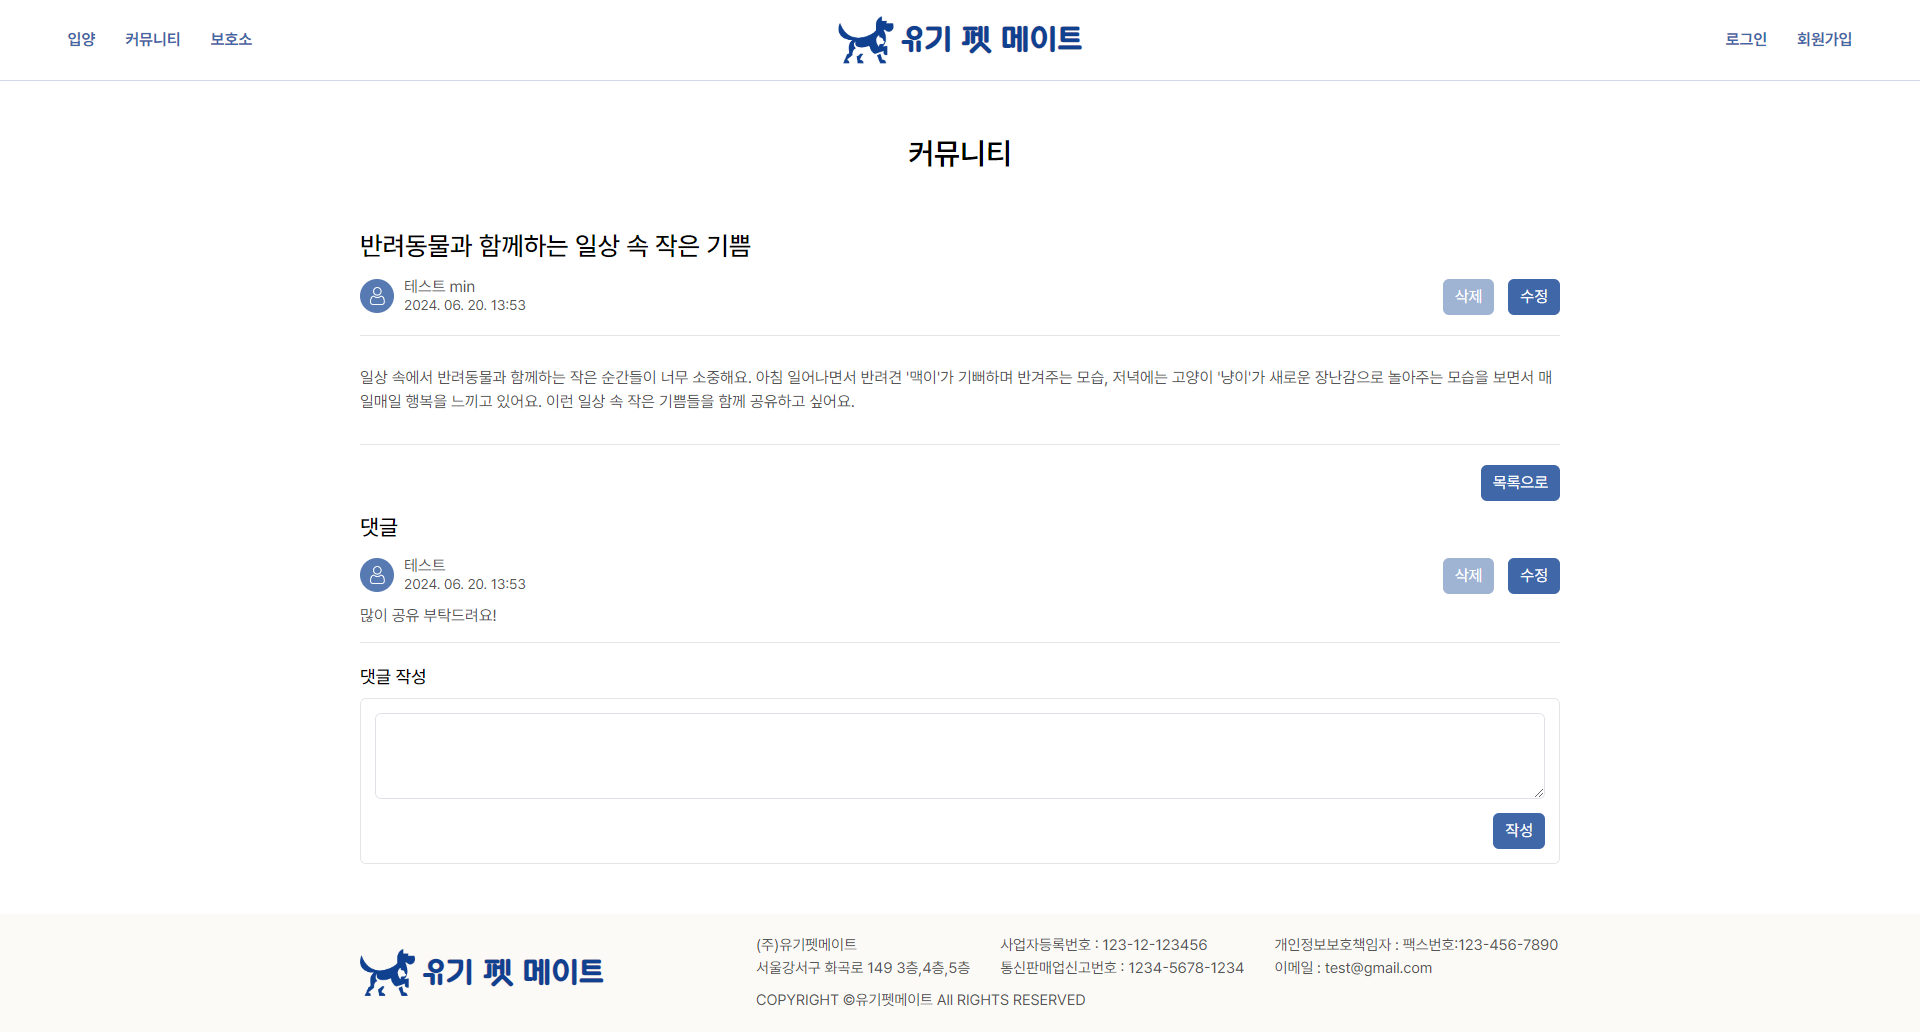 입양 커뮤니티 보호소 유기 펫 메이트 로그인 회원가입
커뮤니티
반려동물과 함께하는 일상 속 작은 기쁨
테스트 min
2024. 06. 20. 13:53
삭제 수정
일상 속에서 반려동물과 함께하는 작은 순간들이 너무 소중해요. 아침 일어나면서 반려견 '맥이'가 기뻐하며 반겨주는 모습, 저녁에는 고양이 '냥이'가 새로운 장난감으로 놀아주는 모습을 보면서 매
일매일 행복을 느끼고 있어요. 이런 일상 속 작은 기쁨들을 함께 공유하고 싶어요.
목록으로
댓글
테스트
2024. 06. 20. 13:53
삭제 수정
많이 공유 부탁드려요!
댓글 작성
작성
유기 펫 메이트
(주)유기펫메이트 사업자등록번호 : 123-12-123456 개인정보보호책임자 : 팩스번호:123-456-7890
서울강서구 화곡로 149 3층,4층,5층 통신판매업신고번호 : 1234-5678-1234 이메일 : test@gmail.com
COPYRIGHT ©유기펫메이트 All RIGHTS RESERVED